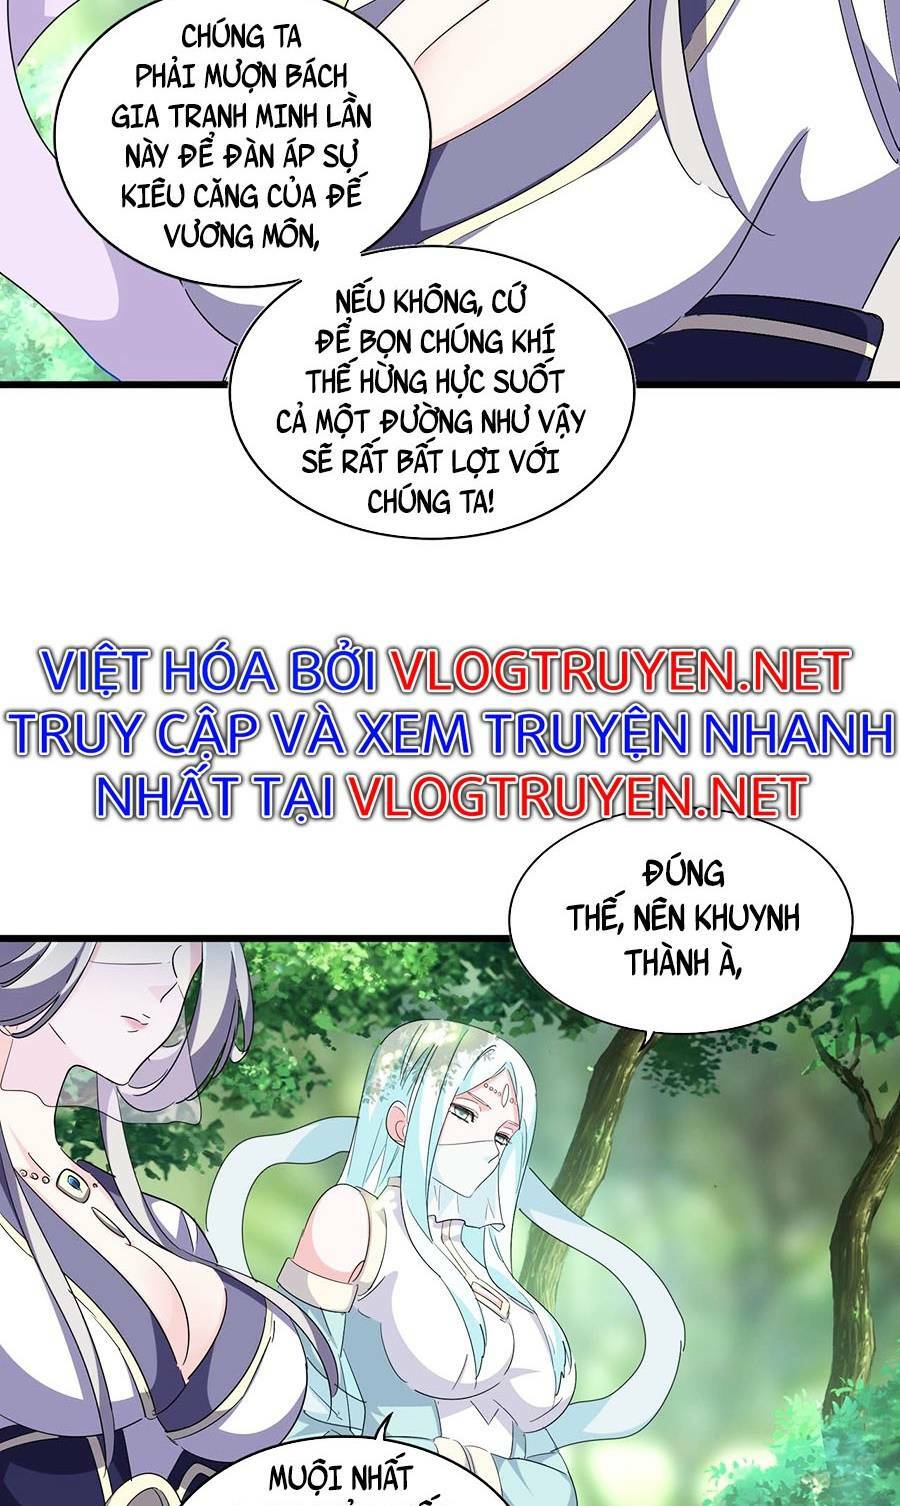 CHÚNG TA
PHẢI MƯỢN BÁCH
GIA TRANH MINH LẦN
NÀY ĐỂ ĐÀN ÁP SỰ
KIÊU CĂNG CỦA ĐẾ
VƯƠNG MÔN,
NẾU KHÔNG, CỨ
ĐỂ BỌN CHÚNG KHÍ
THẾ HỪNG HỰC SUỐT
CẢ MỘT ĐƯỜNG NHƯ VẬY
SẼ RẤT BẤT LỢI VỚI
CHÚNG TA!
VIỆT HÓA BỞI VLOGTRUYEN.NET
TRUY CẬP VÀ XEM TRUYỆN NHANH
NHẤT TẠI VLOGTRUYEN.NET
ĐÚNG
THẾ, NÊN KHUYNH
THÀNH À,
MUỘI NHẤT